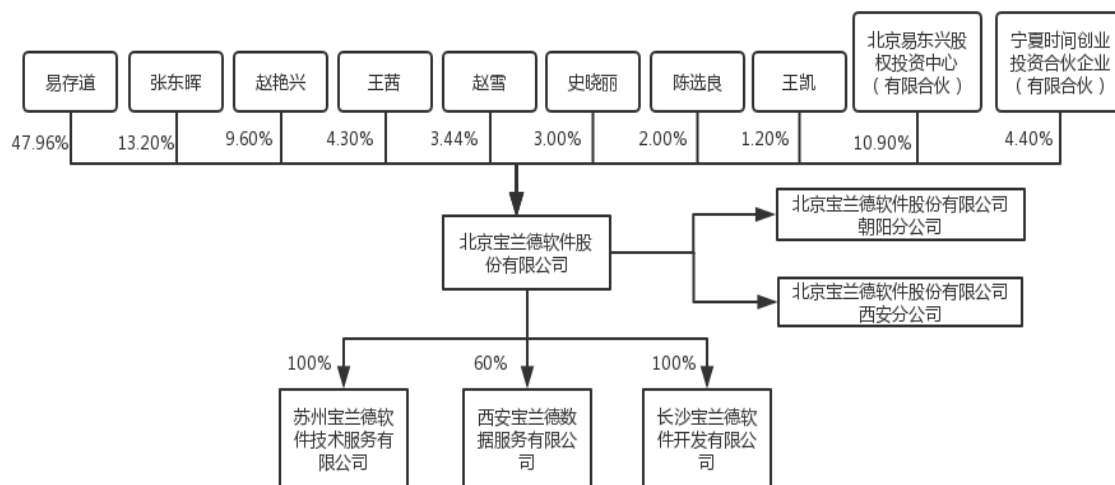 易存道
张东晖
赵艳兴
王茜
赵雪
史晓丽
陈选良
王凯
北京易东兴股
权投资中心
（有限合伙）
宁夏时间创业
投资合伙企业
（有限合伙）
47.96%
13.20%
9.60%
4.30%
3.44%
3.00%
2.00%
1.20%
10.90%
4.40%
北京宝兰德软件股
份有限公司
北京宝兰德软件股份有限公司
朝阳分公司
北京宝兰德软件股份有限公司
西安分公司
100%
60%
100%
苏州宝兰德软
件技术服务有
限公司
西安宝兰德数
据服务有限公
司
长沙宝兰德软
件开发有限公
司